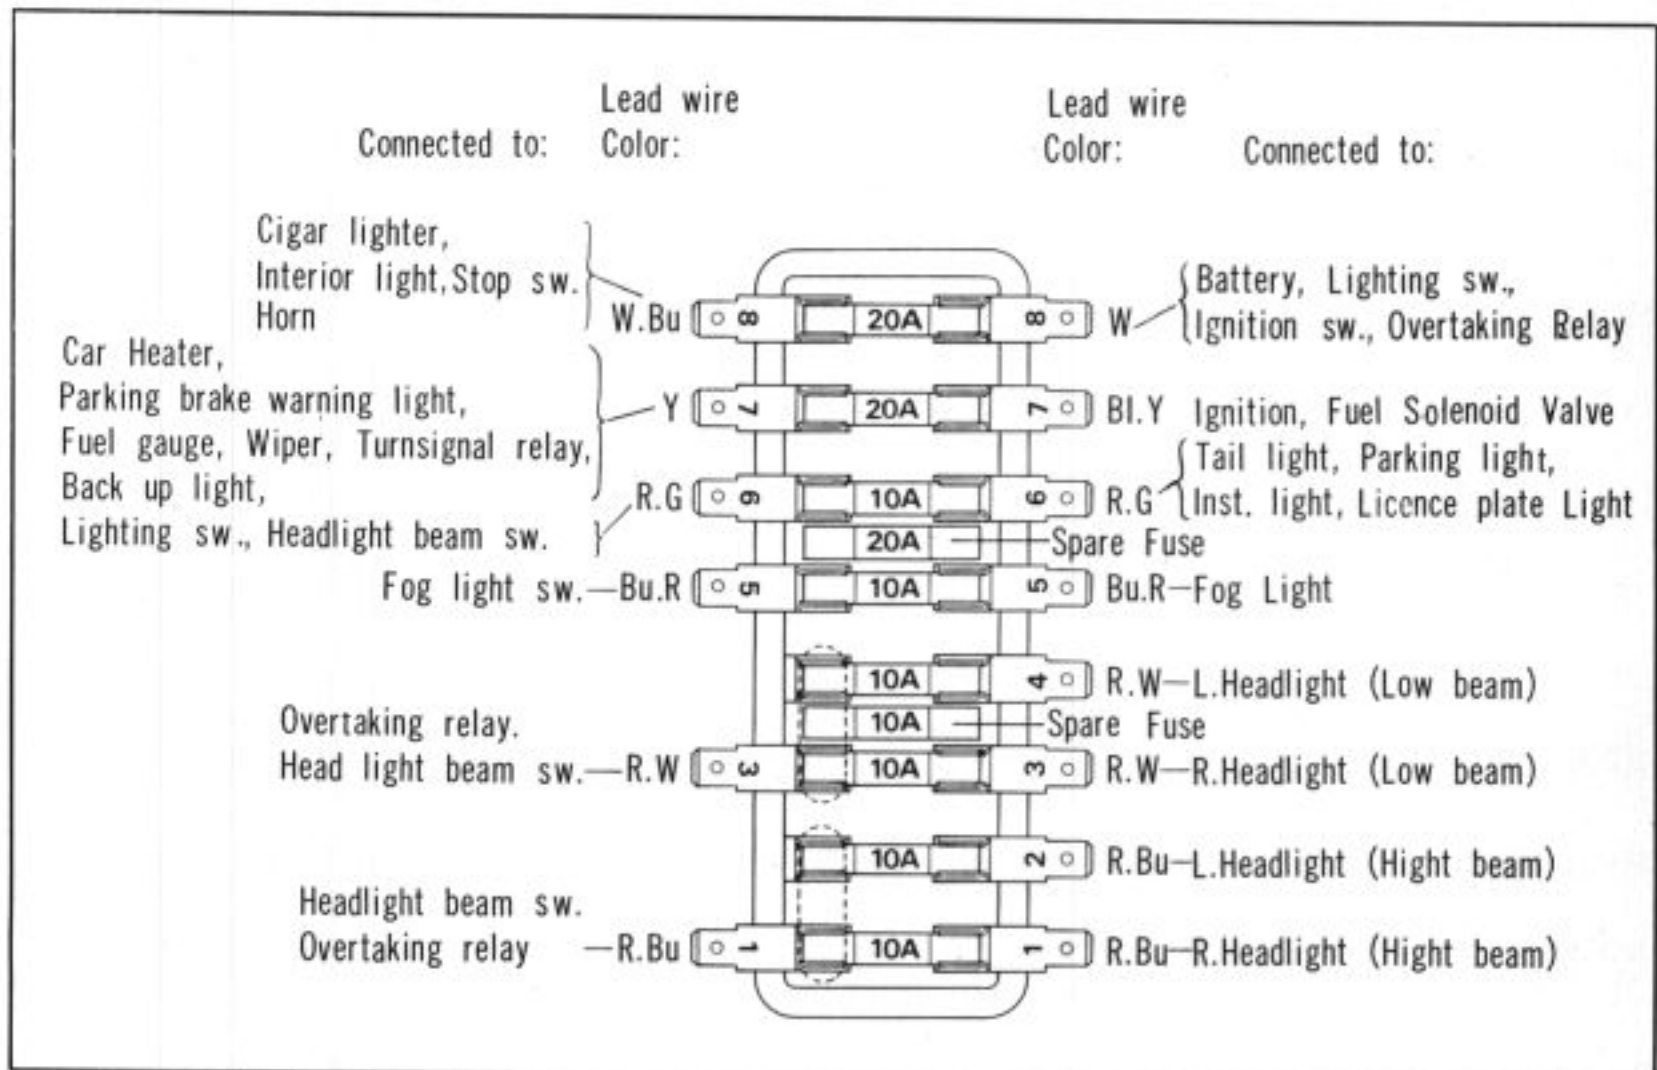 Lead wire
Connected to: Color:
Lead wire
Color: Connected to:
Cigar lighter,
Interior light, Stop sw.
Horn
W.Bu 8 20A 8 W
Battery, Lighting sw.,
Ignition sw., Overtaking Relay
Car Heater,
Parking brake warning light,
Fuel gauge, Wiper, Turnsignal relay,
Back up light,
Y 7 20A 7 Bl.Y Ignition, Fuel Solenoid Valve
Lighting sw., Headlight beam sw.
R.G 6 10A 6 R.G
Tail light, Parking light,
Inst. light, Licence plate Light
20A Spare Fuse
Fog light sw.—Bu.R 5 10A 5 Bu.R—Fog Light
10A 4 R.W—L.Headlight (Low beam)
10A Spare Fuse
Overtaking relay.
Head light beam sw.—R.W 3 10A 3 R.W—R.Headlight (Low beam)
10A 2 R.Bu—L.Headlight (Hight beam)
Headlight beam sw.
Overtaking relay —R.Bu 1 10A 1 R.Bu—R.Headlight (Hight beam)